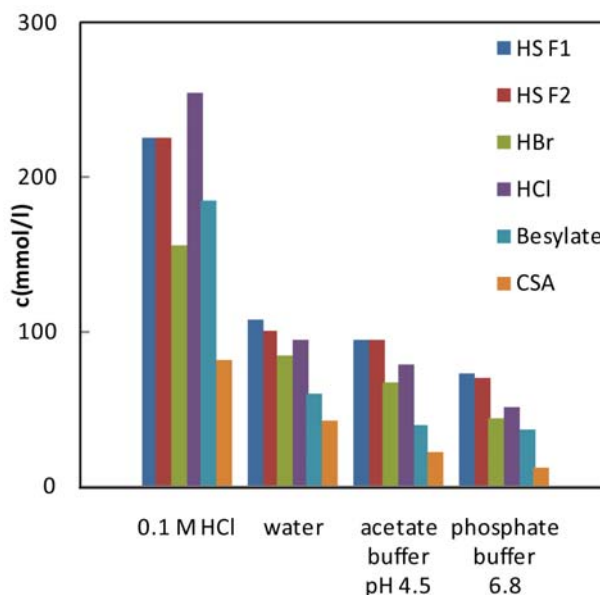 300
200
100
0
c(mmol/l)
HS F1
HS F2
HBr
HCl
Besylate
CSA
0.1 M HCl
water
acetate
buffer
pH 4.5
phosphate
buffer
6.8